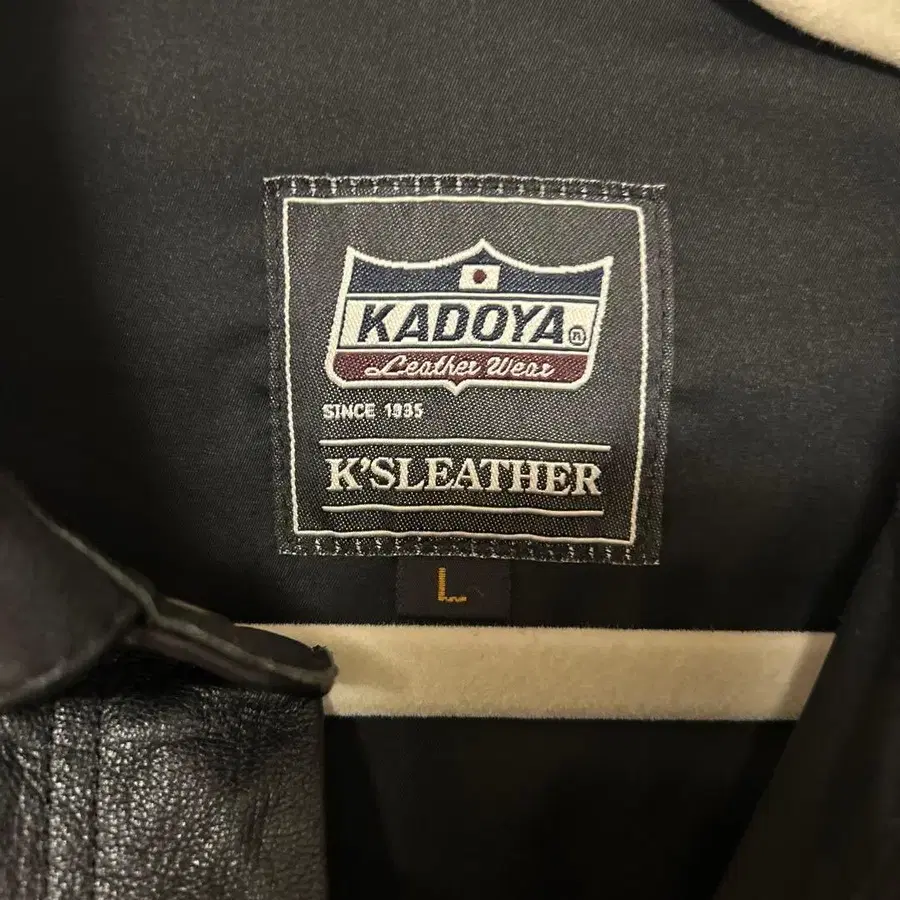 KADOYA®
Leather Wear
SINCE 1935
K'SLEATHER
L